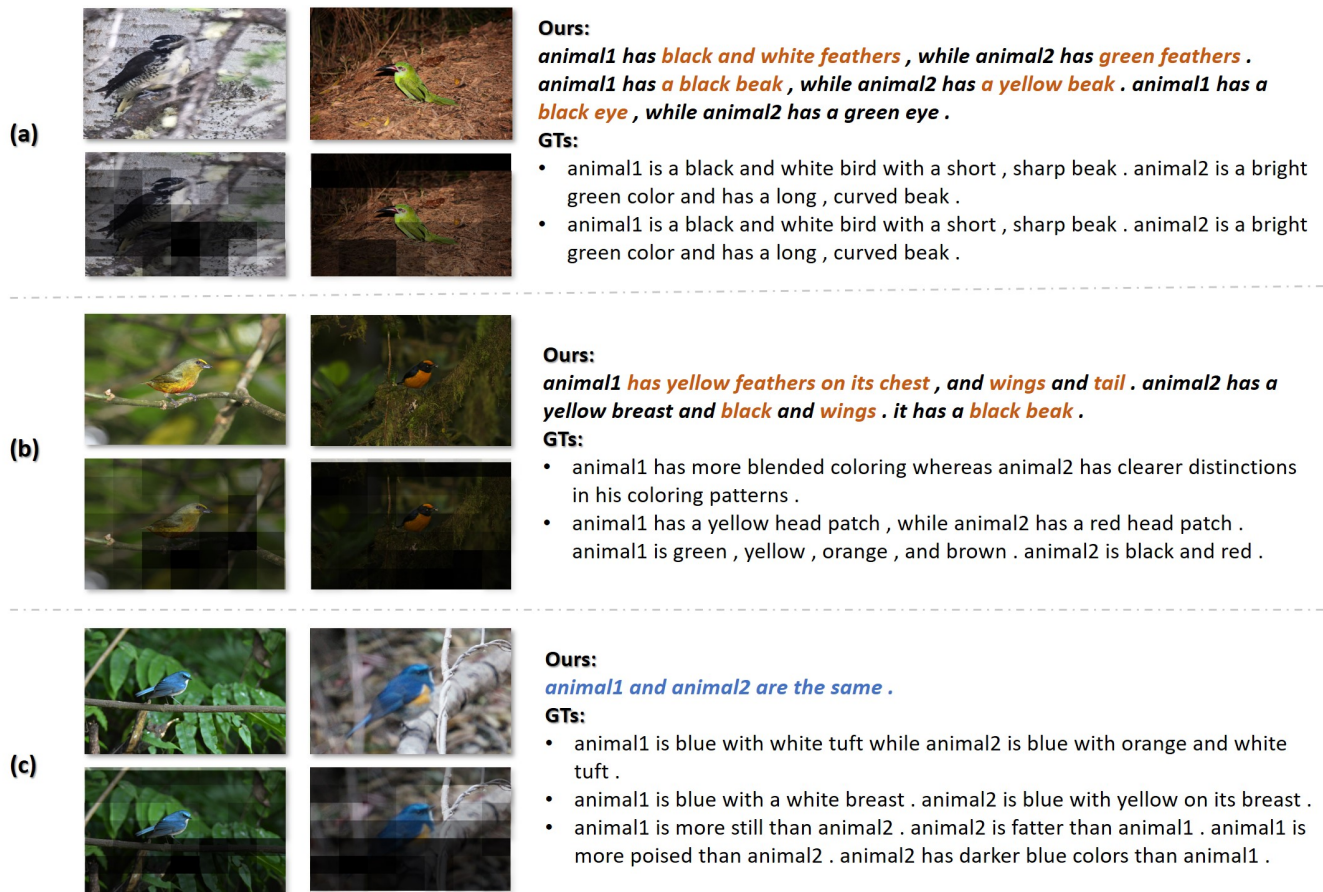 (a)
Ours:
animal1 has black and white feathers , while animal2 has green feathers .
animal1 has a black beak , while animal2 has a yellow beak . animal1 has a
black eye , while animal2 has a green eye .
GTs:
• animal1 is a black and white bird with a short , sharp beak . animal2 is a bright
green color and has a long , curved beak .
• animal1 is a black and white bird with a short , sharp beak . animal2 is a bright
green color and has a long , curved beak .
(b)
Ours:
animal1 has yellow feathers on its chest , and wings and tail . animal2 has a
yellow breast and black and wings . it has a black beak .
GTs:
• animal1 has more blended coloring whereas animal2 has clearer distinctions
in his coloring patterns .
• animal1 has a yellow head patch , while animal2 has a red head patch .
animal1 is green , yellow , orange , and brown . animal2 is black and red .
(c)
Ours:
animal1 and animal2 are the same .
GTs:
• animal1 is blue with white tuft while animal2 is blue with orange and white
tuft .
• animal1 is blue with a white breast . animal2 is blue with yellow on its breast .
• animal1 is more still than animal2 . animal2 is fatter than animal1 . animal1 is
more poised than animal2 . animal2 has darker blue colors than animal1 .